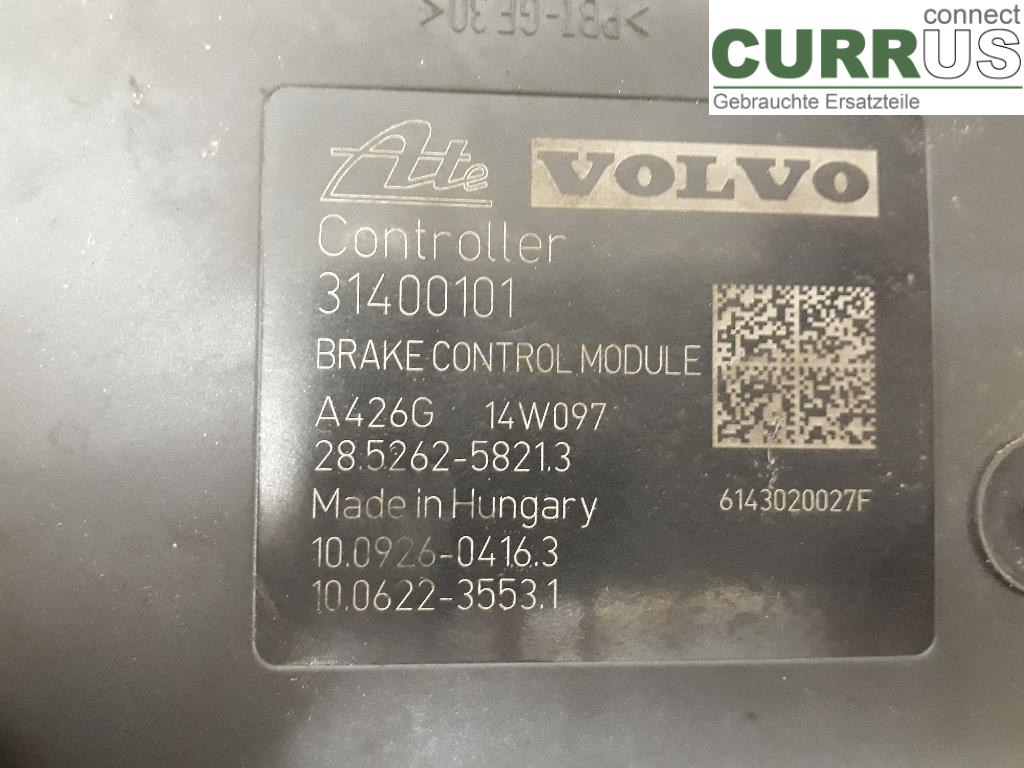 >PBT-GF30<
connect
CURRUS
Gebrauchte Ersatzteile
Ate VOLVO
Controller
31400101
BRAKE CONTROL MODULE
A426G 14W097
28.5262-5821.3
Made in Hungary
6143020027F
10.0926-0416.3
10.0622-3553.1